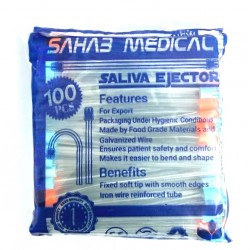 SAHAB MEDICAL
SALIVA EJECTOR
100
PCS
Features
For Export
Packaging Under Hygienic Conditions
Made by Food Grade Materials and
Galvanized Wire
Ensures patient safety and comfort
Makes it easier to bend and shape
Benefits
Fixed soft tip with smooth edges
Iron wire reinforced tube